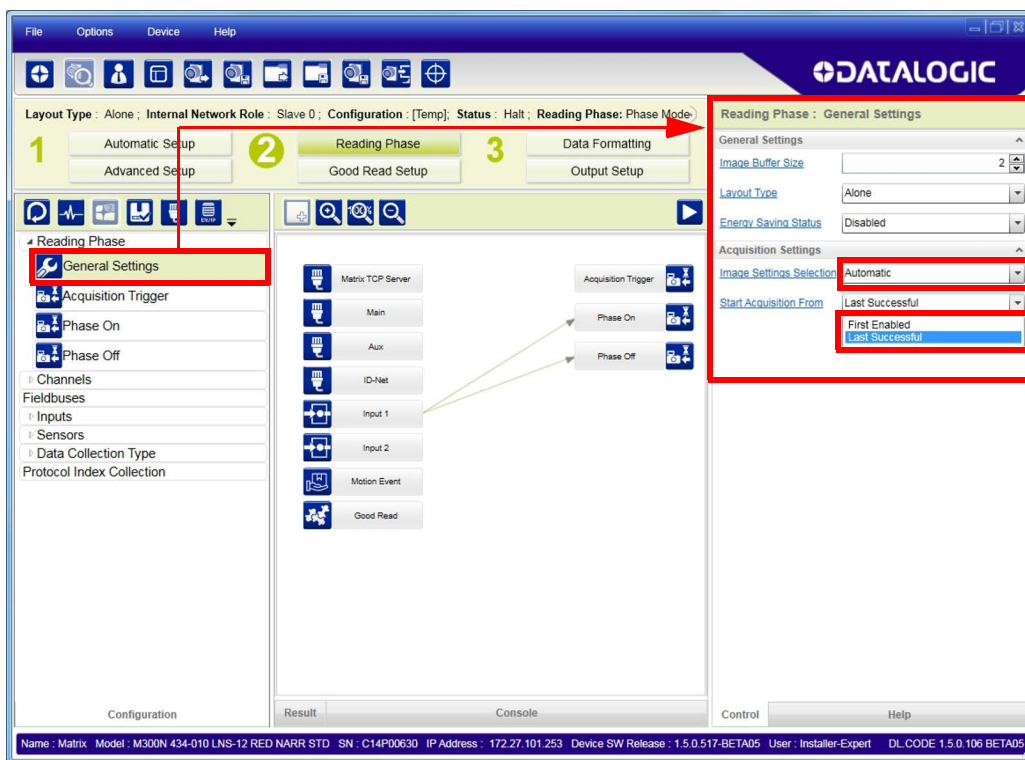 File Options Device Help
DATALOGIC
Layout Type : Alone ; Internal Network Role : Slave 0 ; Configuration : [Temp]; Status : Halt ; Reading Phase: Phase Mode
1 Automatic Setup 2 Reading Phase 3 Data Formatting
Advanced Setup Good Read Setup Output Setup
EN/IP
Reading Phase
General Settings
Acquisition Trigger
Phase On
Phase Off
Channels
Fieldbuses
Inputs
Sensors
Data Collection Type
Protocol Index Collection
Configuration
100%
Matrix TCP Server
Main
Aux
ID-Net
Input 1
Input 2
Motion Event
Good Read
Acquisition Trigger
Phase On
Phase Off
Result Console
Reading Phase : General Settings
General Settings
Image Buffer Size 2
Layout Type Alone
Energy Saving Status Disabled
Acquisition Settings
Image Settings Selection Automatic
Start Acquisition From Last Successful
First Enabled
Last Successful
Control Help
Name : Matrix Model : M300N 434-010 LNS-12 RED NARR STD SN : C14P00630 IP Address : 172.27.101.253 Device SW Release : 1.5.0.517-BETA05 User : Installer-Expert DL.CODE 1.5.0.106 BETA05